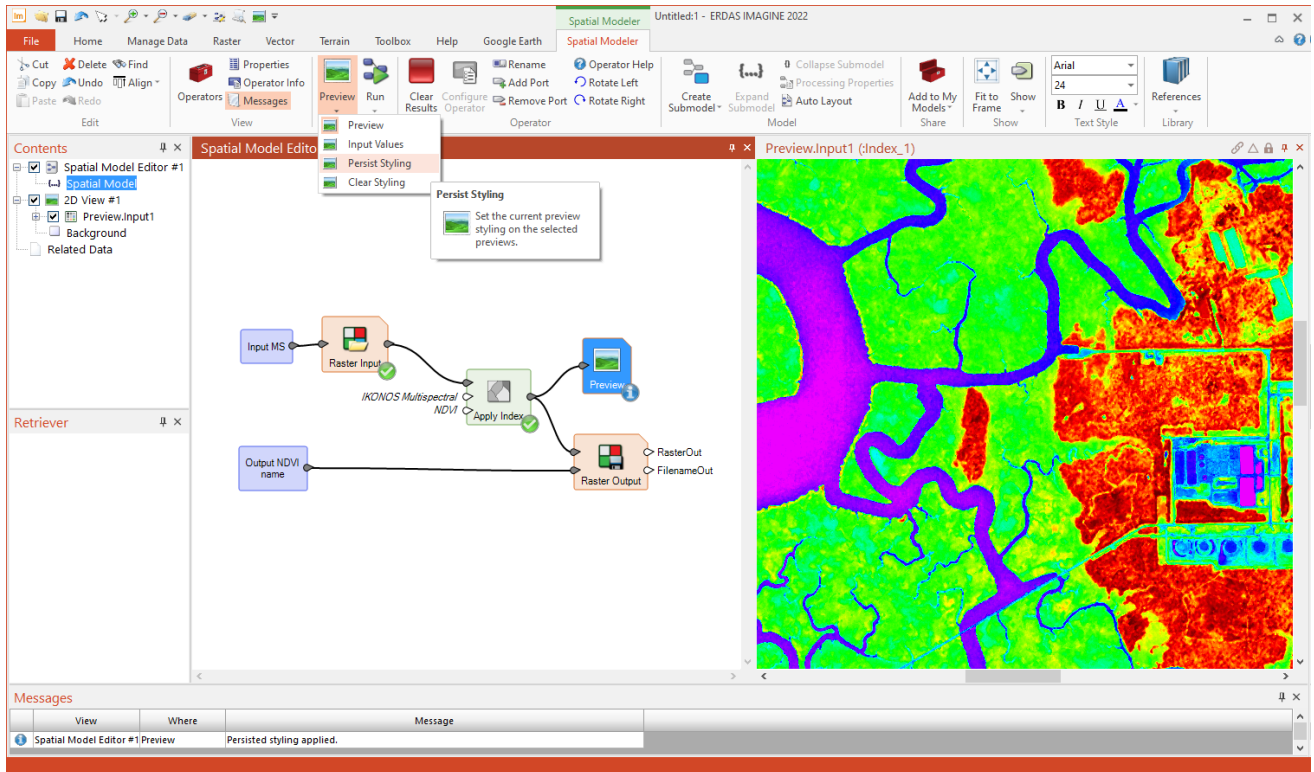 Spatial Modeler
Untitled:1 - ERDAS IMAGINE 2022
File Home Manage Data Raster Vector Terrain Toolbox Help Google Earth Spatial Modeler
Cut Delete Find
Copy Undo Align
Paste Redo
Edit
Operators
Properties
Operator Info
Messages
View
Preview
Run
Clear Results
Configure Operator
Rename
Add Port
Remove Port
Operator Help
Rotate Left
Rotate Right
Operator
Create Submodel
Expand Submodel
Collapse Submodel
Processing Properties
Auto Layout
Model
Add to My Models
Share
Fit to Frame
Show
Show
Arial
24
B I U A
Text Style
References
Library
Preview
Input Values
Persist Styling
Clear Styling
Persist Styling
Set the current preview
styling on the selected
previews.
Contents
Spatial Model Editor #1
Spatial Model
2D View #1
Preview.Input1
Background
Related Data
Retriever
Spatial Model Edito
Input MS
Raster Input
IKONOS Multispectral
NDVI
Apply Index
Preview
Output NDVI
name
Raster Output
RasterOut
FilenameOut
Preview.Input1 (:Index_1)
Messages
View Where Message
Spatial Model Editor #1 Preview Persisted styling applied.